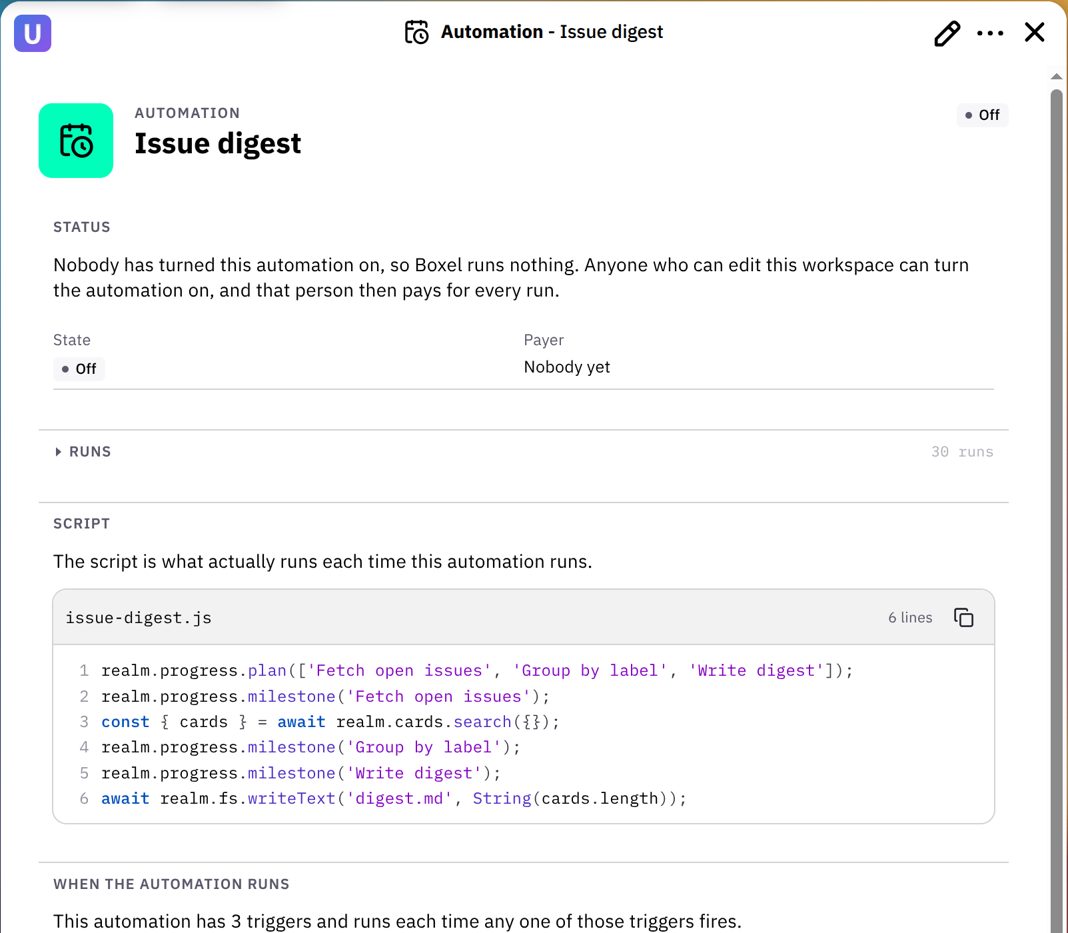 U
Automation - Issue digest
AUTOMATION
Issue digest
Off
STATUS
Nobody has turned this automation on, so Boxel runs nothing. Anyone who can edit this workspace can turn
the automation on, and that person then pays for every run.
State
Payer
Off
Nobody yet
RUNS
30 runs
SCRIPT
The script is what actually runs each time this automation runs.
issue-digest.js
6 lines
1 realm.progress.plan(['Fetch open issues', 'Group by label', 'Write digest']);
2 realm.progress.milestone('Fetch open issues');
3 const { cards } = await realm.cards.search({});
4 realm.progress.milestone('Group by label');
5 realm.progress.milestone('Write digest');
6 await realm.fs.writeText('digest.md', String(cards.length));
WHEN THE AUTOMATION RUNS
This automation has 3 triggers and runs each time any one of those triggers fires.